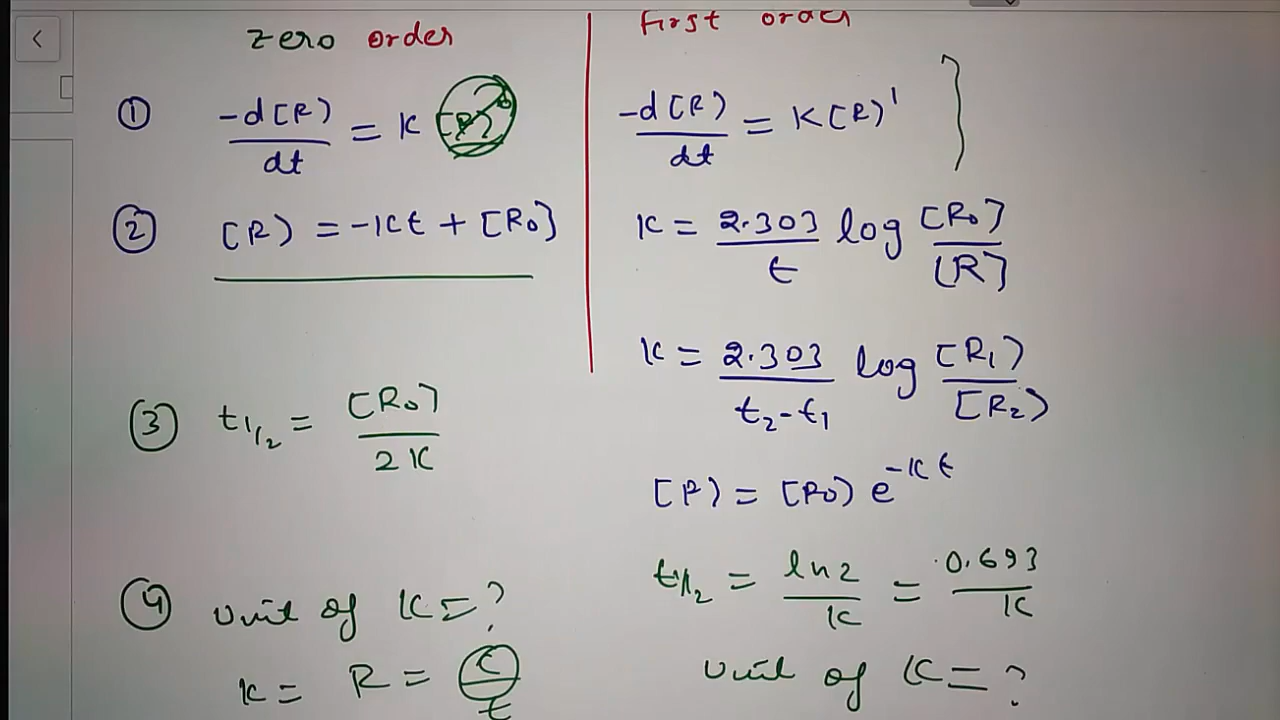 zero order
first order
① -d[R]/dt = K [R]⁰
-d[R]/dt = K[R]¹
② [R] = -Kt + [R₀]
K = 2.303/t log [R₀]/[R]
K = 2.303/t₂-t₁ log [R₁]/[R₂]
③ t₁/₂ = [R₀]/2K
[R] = [R₀] e^-Kt
t₁/₂ = ln2/K = 0.693/K
④ Unit of K = ?
K = R = C/t
Unit of K = ?